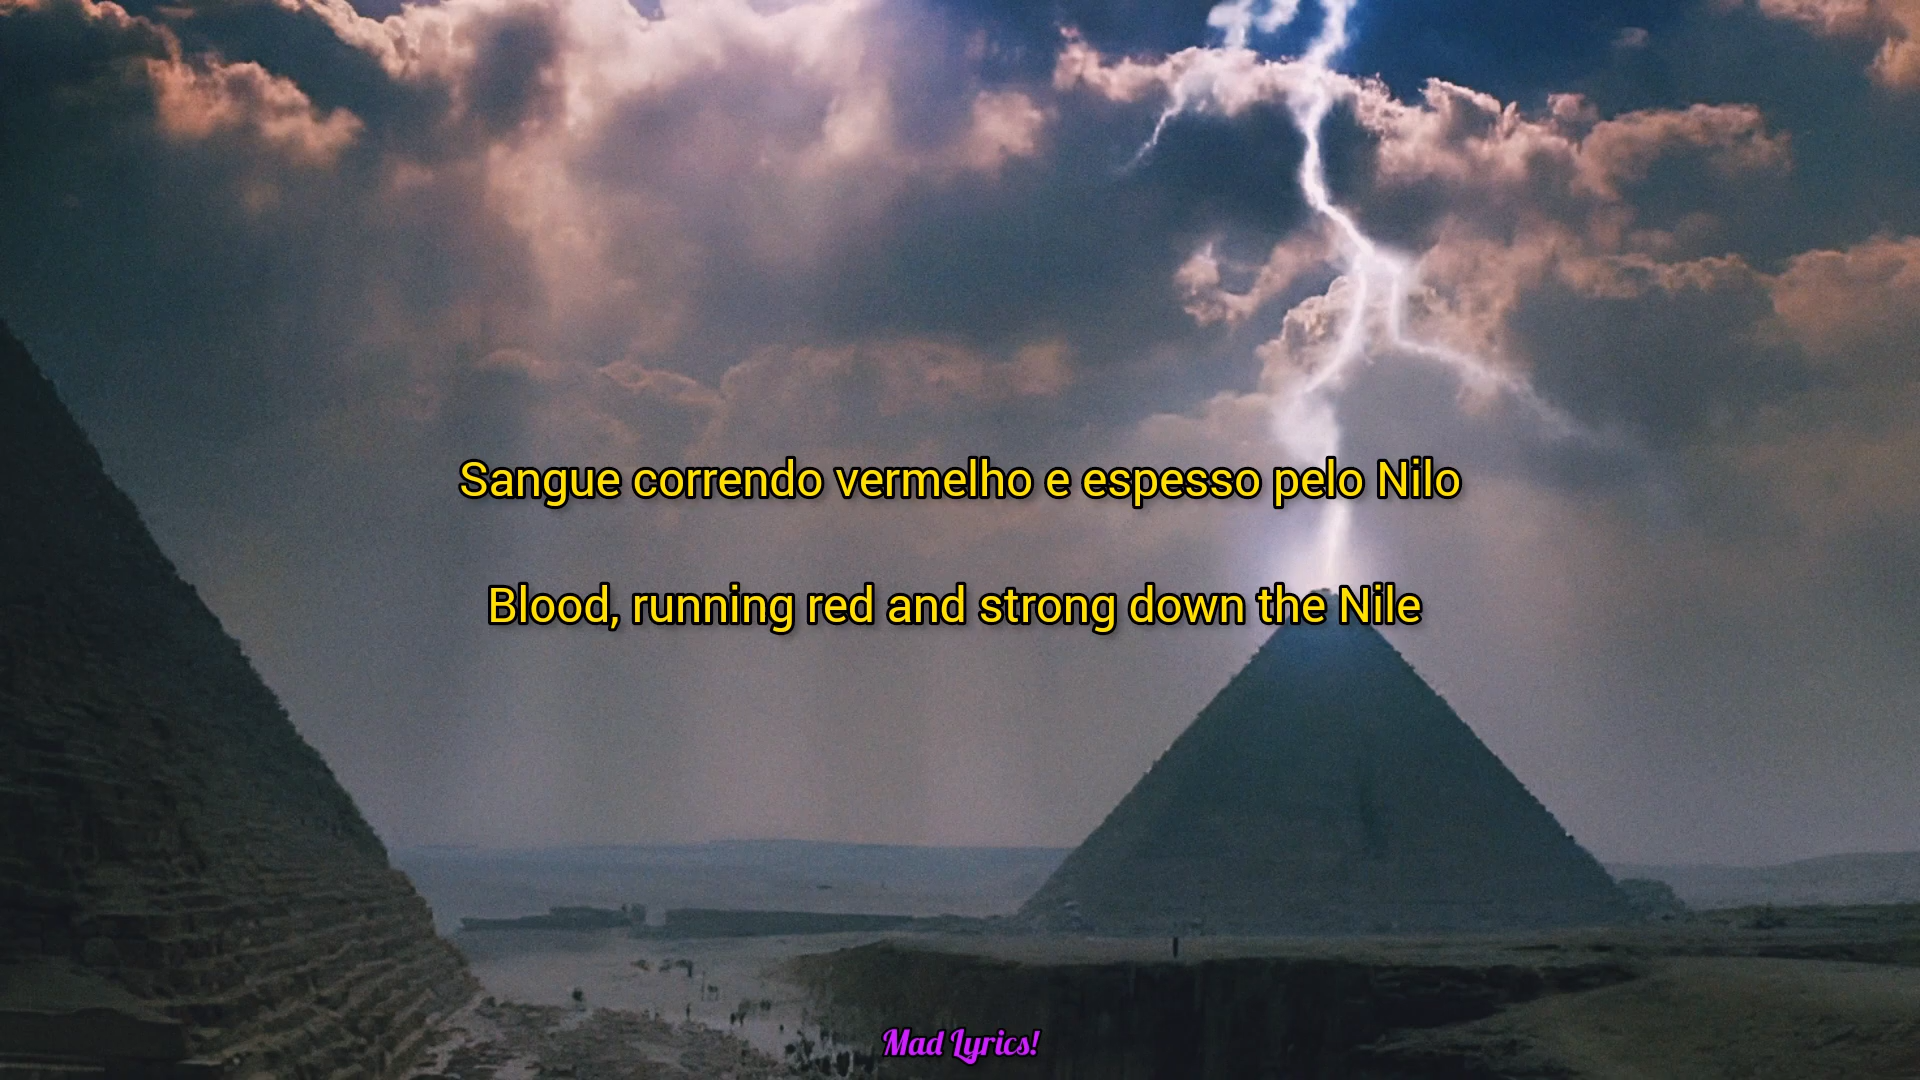 Sangue correndo vermelho e espesso pelo Nilo
Blood, running red and strong down the Nile
Mad Lyrics!